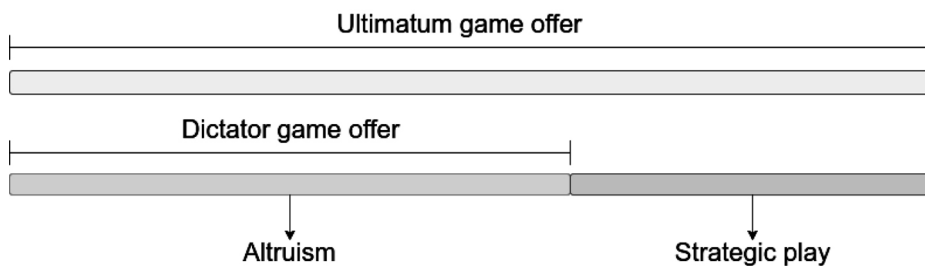 Ultimatum game offer
Dictator game offer
Altruism
Strategic play